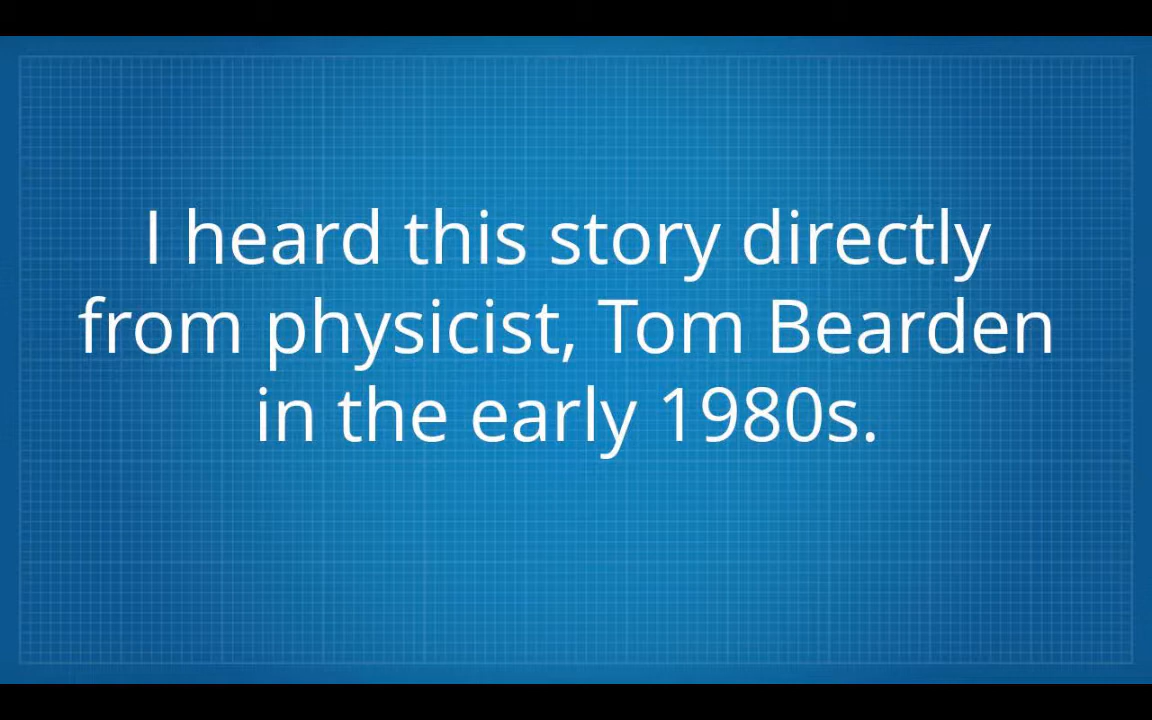 I heard this story directly
from physicist, Tom Bearden
in the early 1980s.